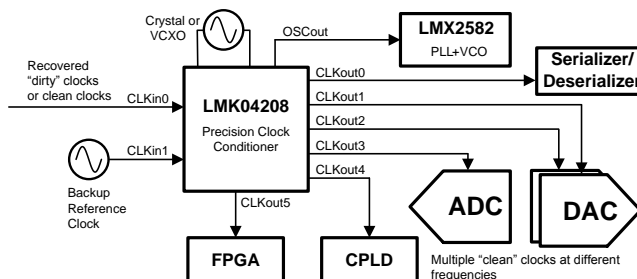 Crystal or
VCXO
OSCout
LMX2582
PLL+VCO
Recovered
"dirty" clocks
or clean clocks
CLKin0
LMK04208
Precision Clock
Conditioner
CLKout0
Serializer/
Deserializer
CLKout1
CLKout2
CLKin1
CLKout3
CLKout4
Backup
Reference
Clock
CLKout5
ADC
DAC
FPGA
CPLD
Multiple "clean" clocks at different
frequencies